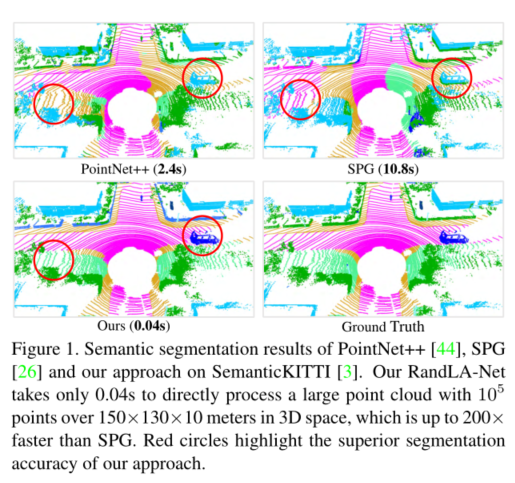 PointNet++ (2.4s) SPG (10.8s)
Ours (0.04s) Ground Truth
Figure 1. Semantic segmentation results of PointNet++ [44], SPG
[26] and our approach on SemanticKITTI [3]. Our RandLA-Net
takes only 0.04s to directly process a large point cloud with 10⁵
points over 150×130×10 meters in 3D space, which is up to 200×
faster than SPG. Red circles highlight the superior segmentation
accuracy of our approach.